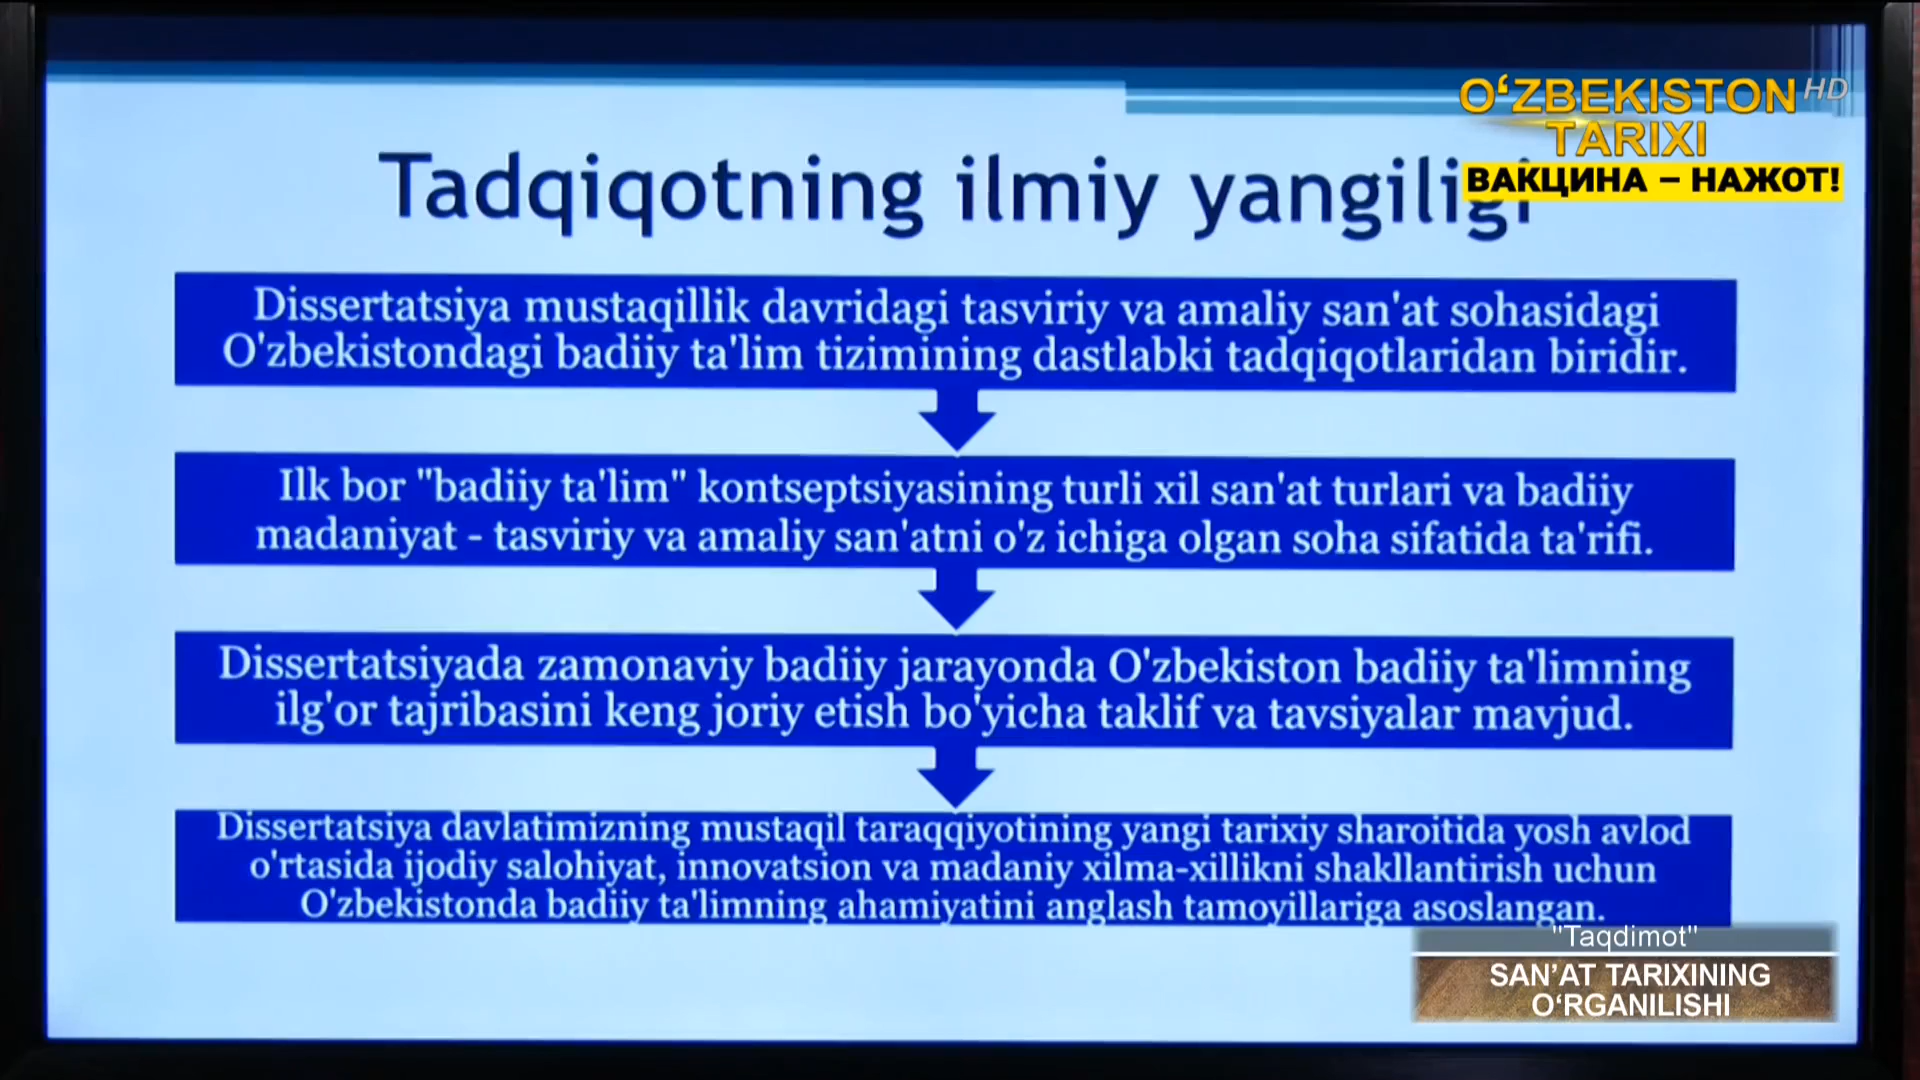 O‘ZBEKISTON HD
TARIXI
ВАКЦИНА – НАЖОТ!
Tadqiqotning ilmiy yangiligi
Dissertatsiya mustaqillik davridagi tasviriy va amaliy san'at sohasidagi
O'zbekistondagi badiiy ta'lim tizimining dastlabki tadqiqotlaridan biridir.
Ilk bor "badiiy ta'lim" kontseptsiyasining turli xil san'at turlari va badiiy
madaniyat - tasviriy va amaliy san'atni o'z ichiga olgan soha sifatida ta'rifi.
Dissertatsiyada zamonaviy badiiy jarayonda O'zbekiston badiiy ta'limning
ilg'or tajribasini keng joriy etish bo'yicha taklif va tavsiyalar mavjud.
Dissertatsiya davlatimizning mustaqil taraqqiyotining yangi tarixiy sharoitida yosh avlod
o'rtasida ijodiy salohiyat, innovatsion va madaniy xilma-xillikni shakllantirish uchun
O'zbekistonda badiiy ta'limning ahamiyatini anglash tamoyillariga asoslangan.
"Taqdimot"
SAN’AT TARIXINING
O‘RGANILISHI